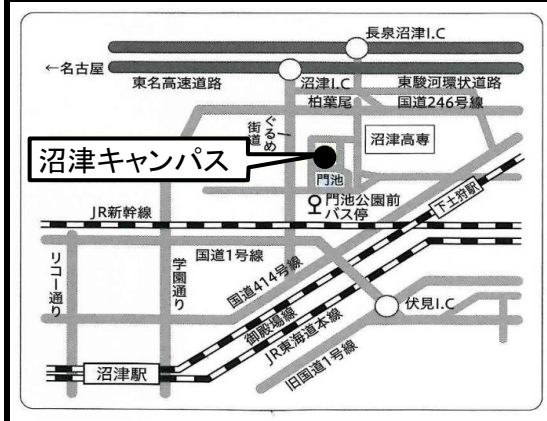 長泉沼津I.C
←名古屋
東名高速道路
沼津I.C
東駿河環状道路
柏葉尾
国道246号線
ぐるめ
街道
沼津高専
沼津キャンパス
門池
門池公園前
バス停
下土狩駅
JR新幹線
国道1号線
リコー通り
学園通り
国道414号線
伏見I.C
御殿場線
JR東海道本線
旧国道1号線
沼津駅